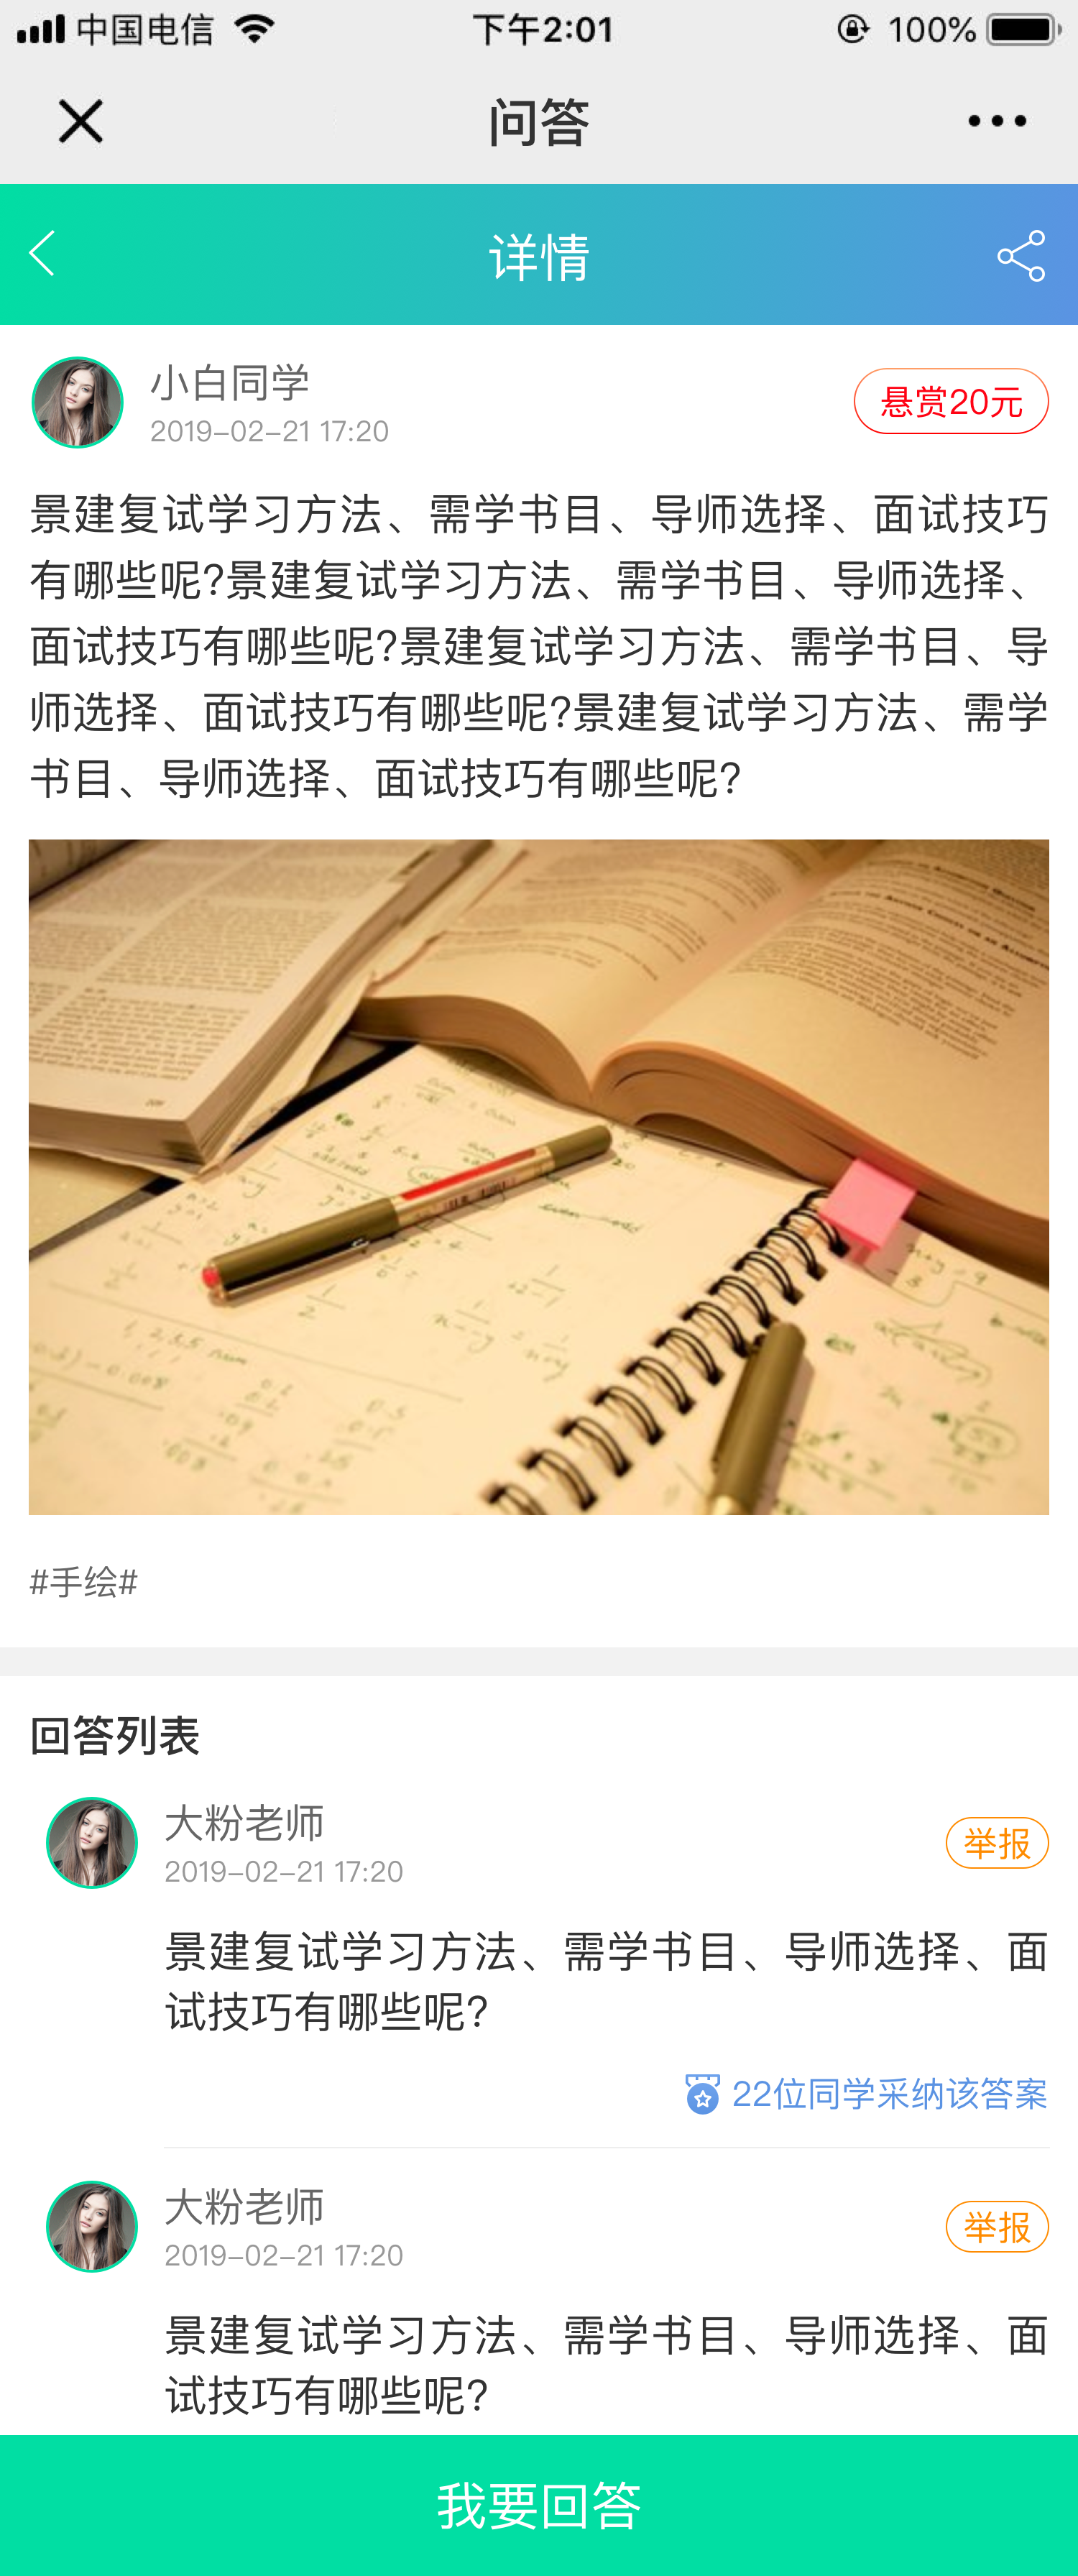 中国电信
下午2:01
100%
问答
详情
小白同学
2019-02-21 17:20
悬赏20元
景建复试学习方法、需学书目、导师选择、面试技巧
有哪些呢?景建复试学习方法、需学书目、导师选择、
面试技巧有哪些呢?景建复试学习方法、需学书目、导
师选择、面试技巧有哪些呢?景建复试学习方法、需学
书目、导师选择、面试技巧有哪些呢?
#手绘#
回答列表
大粉老师
2019-02-21 17:20
举报
景建复试学习方法、需学书目、导师选择、面
试技巧有哪些呢?
22位同学采纳该答案
大粉老师
2019-02-21 17:20
举报
景建复试学习方法、需学书目、导师选择、面
试技巧有哪些呢?
我要回答